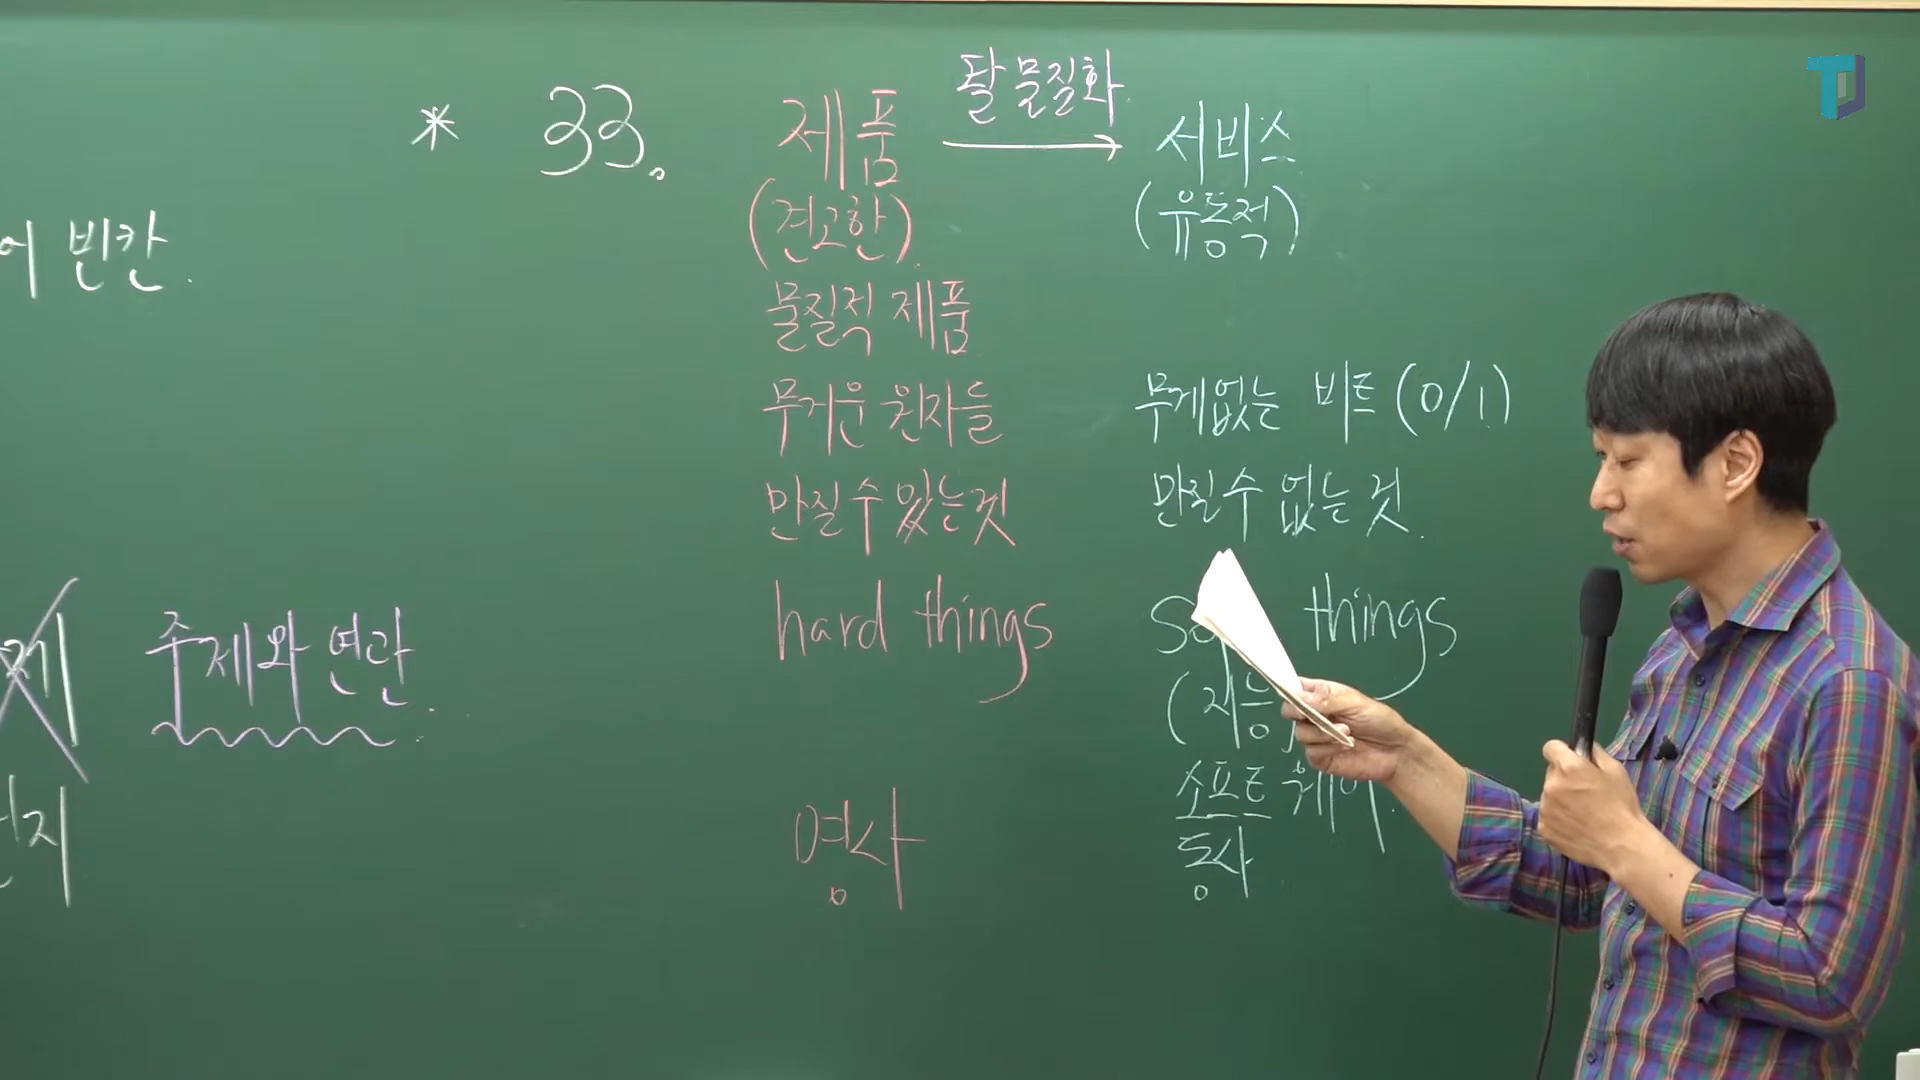 * 33.
제품 탈물질화 서비스
(견고한) (유동적)
빈칸.
물질적 제품
무거운 원자들 무게없는 비트 (0/1)
만질수 있는것 만질수 없는 것.
hard things things
주제와 연관.
소프트웨어.
명사 동사